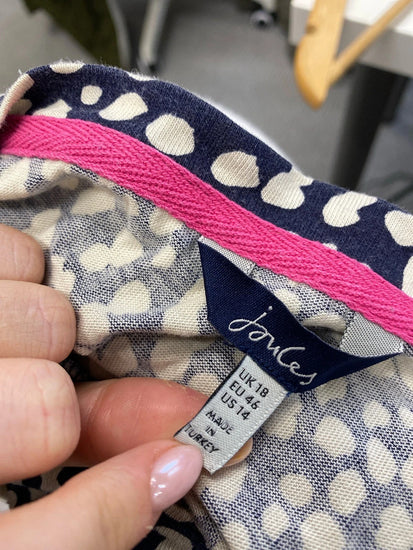 Joules
UK 18
EU 46
US 14
MADE
IN
TURKEY